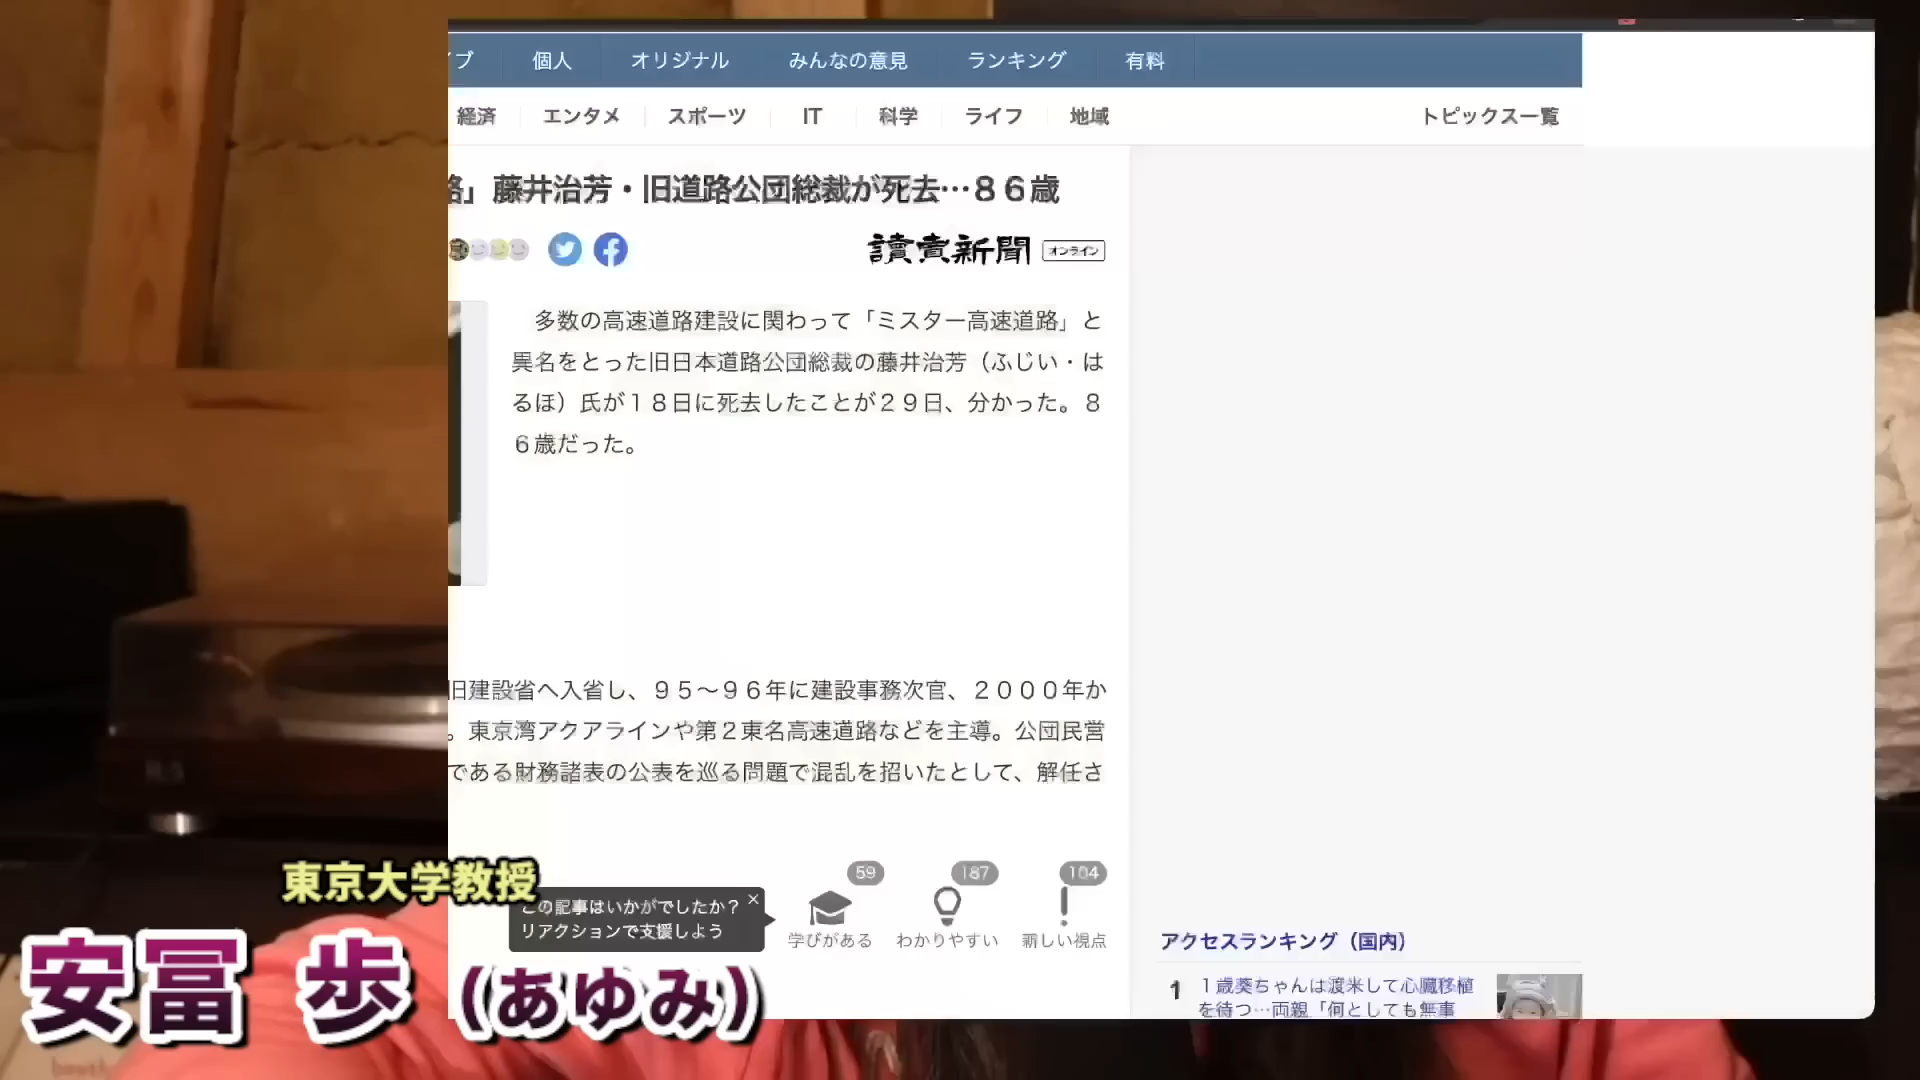 イブ 個人 オリジナル みんなの意見 ランキング 有料
経済 エンタメ スポーツ IT 科学 ライフ 地域 トピックス一覧
路」藤井治芳・旧道路公団総裁が死去…８６歳
讀賣新聞 オンライン
多数の高速道路建設に関わって「ミスター高速道路」と
異名をとった旧日本道路公団総裁の藤井治芳（ふじい・は
るほ）氏が１８日に死去したことが２９日、分かった。８
６歳だった。
旧建設省へ入省し、９５～９６年に建設事務次官、２０００年か
。東京湾アクアラインや第２東名高速道路などを主導。公団民営
である財務諸表の公表を巡る問題で混乱を招いたとして、解任さ
59 187 104
この記事はいかがでしたか？ ×
リアクションで支援しよう
学びがある わかりやすい 新しい視点
アクセスランキング（国内）
1 １歳葵ちゃんは渡米して心臓移植
を待つ…両親「何としても無事
東京大学教授
安冨 歩（あゆみ）